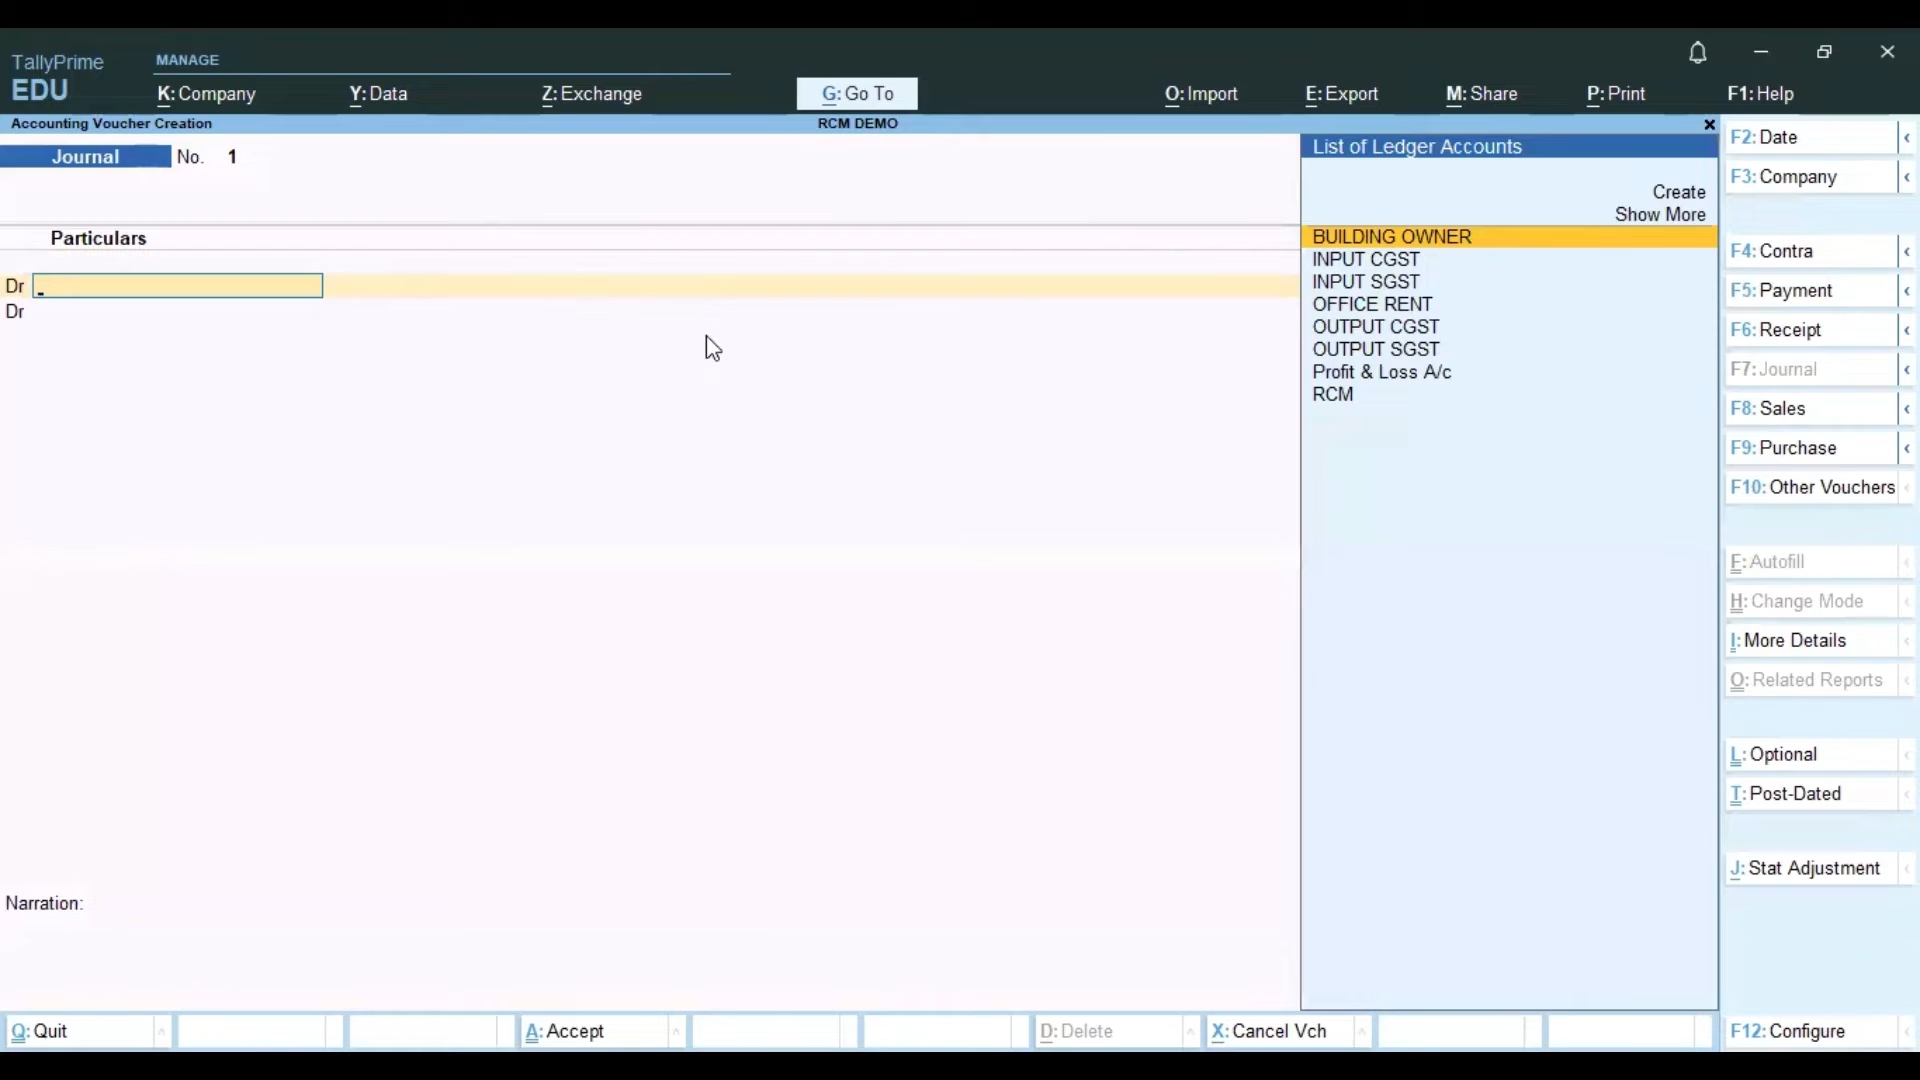 TallyPrime
EDU
MANAGE
K: Company
Y: Data
Z: Exchange
G: Go To
O: Import
E: Export
M: Share
P: Print
F1: Help
Accounting Voucher Creation
RCM DEMO
Journal No. 1
Particulars
Dr
Dr
Narration:
List of Ledger Accounts
Create
Show More
BUILDING OWNER
INPUT CGST
INPUT SGST
OFFICE RENT
OUTPUT CGST
OUTPUT SGST
Profit & Loss A/c
RCM
F2: Date
F3: Company
F4: Contra
F5: Payment
F6: Receipt
F7: Journal
F8: Sales
F9: Purchase
F10: Other Vouchers
F: Autofill
H: Change Mode
I: More Details
O: Related Reports
L: Optional
T: Post-Dated
J: Stat Adjustment
Q: Quit
A: Accept
D: Delete
X: Cancel Vch
F12: Configure